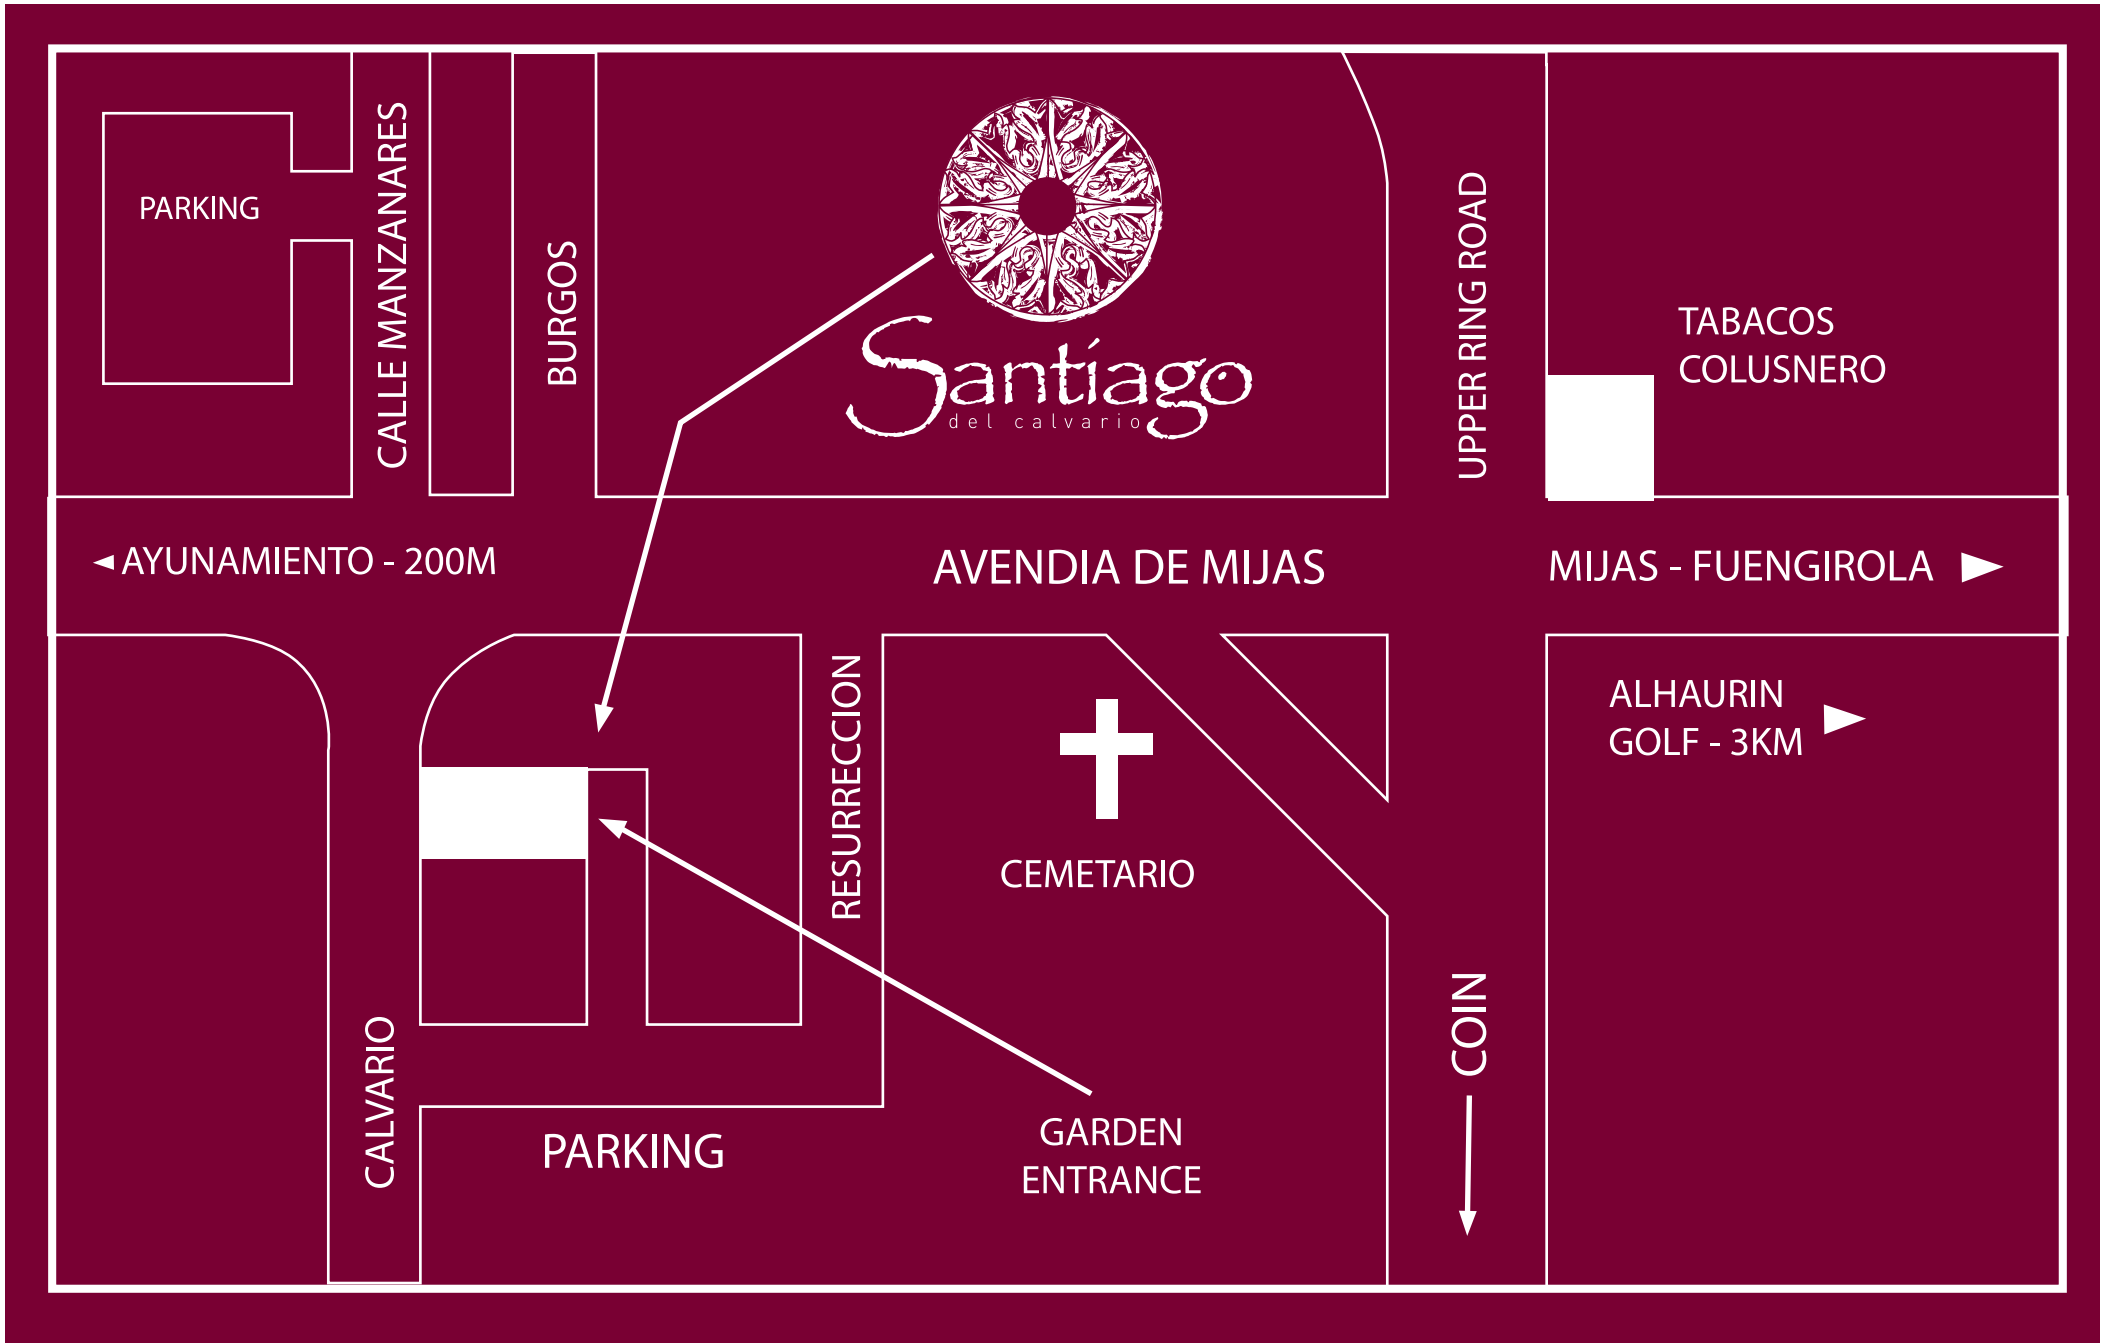 PARKING
CALLE MANZANARES
BURGOS
Santiago
del calvario
UPPER RING ROAD
TABACOS
COLUSNERO
AYUNAMIENTO - 200M
AVENDIA DE MIJAS
MIJAS - FUENGIROLA
RESURRECCION
CEMETARIO
ALHAURIN
GOLF - 3KM
CALVARIO
PARKING
GARDEN
ENTRANCE
COIN